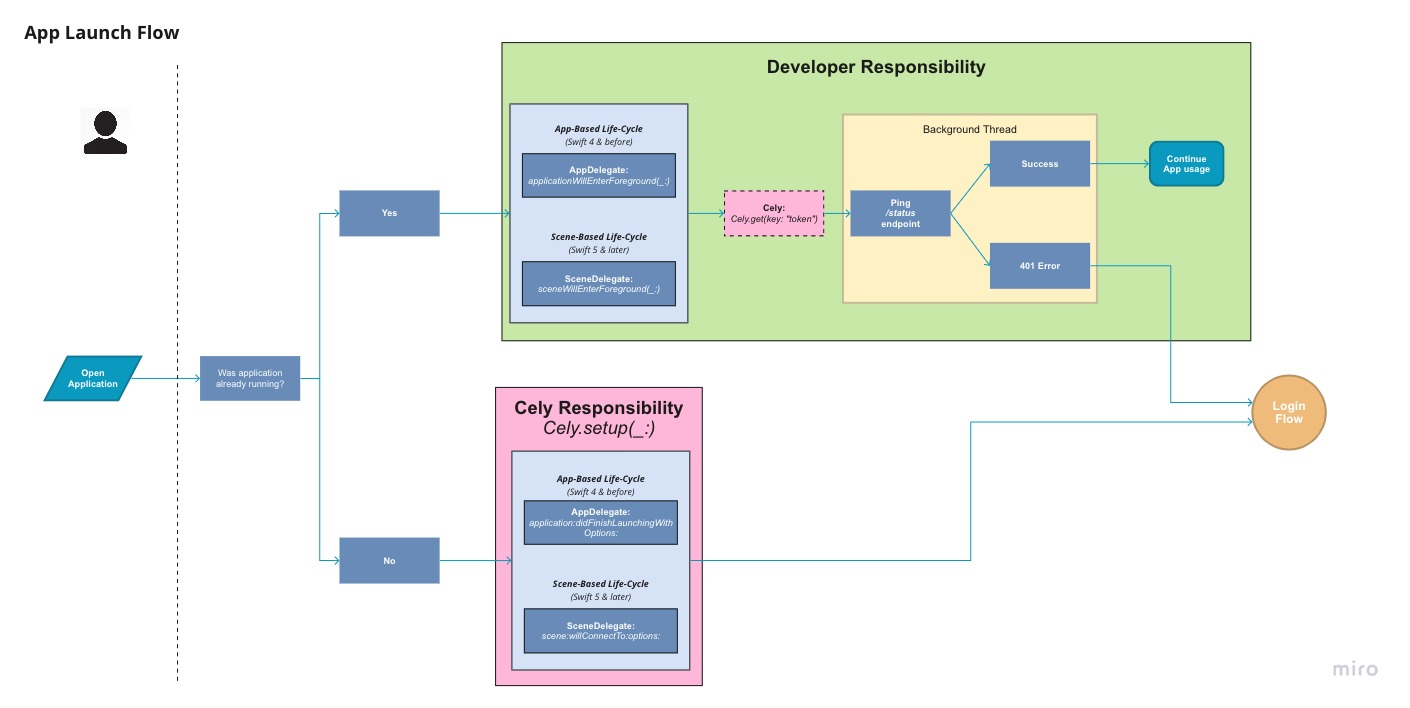 App Launch Flow
Developer Responsibility
App-Based Life-Cycle
(Swift 4 & before)
AppDelegate:
applicationWillEnterForeground(_:)
Scene-Based Life-Cycle
(Swift 5 & later)
SceneDelegate:
sceneWillEnterForeground(_:)
Cely:
Cely.get(key: "token")
Background Thread
Ping
/status
endpoint
Success
401 Error
Continue
App usage
Yes
Open
Application
Was application
already running?
No
Cely Responsibility
Cely.setup(_:)
App-Based Life-Cycle
(Swift 4 & before)
AppDelegate:
application:didFinishLaunchingWith
Options:
Scene-Based Life-Cycle
(Swift 5 & later)
SceneDelegate:
scene:willConnectTo:options:
Login
Flow
miro